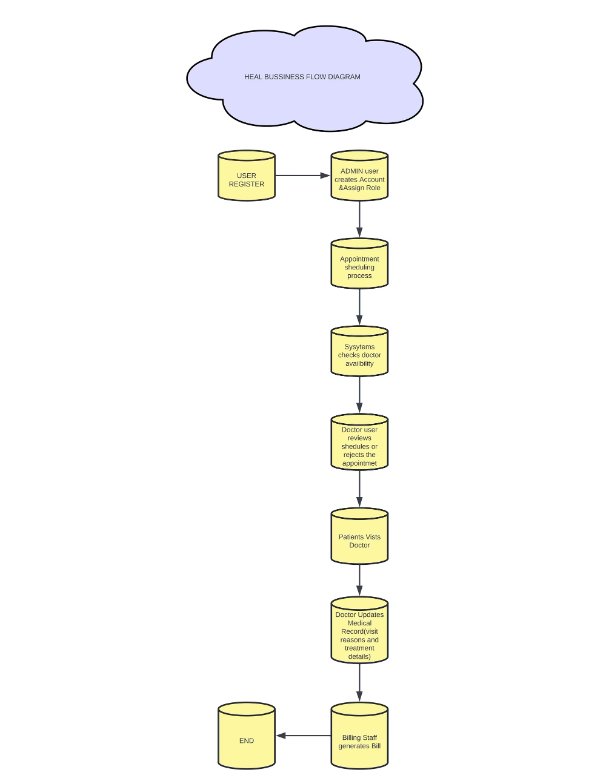 HEAL BUSSINESS FLOW DIAGRAM
USER
REGISTER
ADMIN user
creates Account
&Assign Role
Appointment
sheduling
process
Sysytems
checks doctor
availbility
Doctor user
reviews
shedules or
rejects the
appointmet
Patients Vists
Doctor
Doctor Updates
Medical
Record(visit
reasons and
treatment
details)
END
Billing Staff
generates Bill